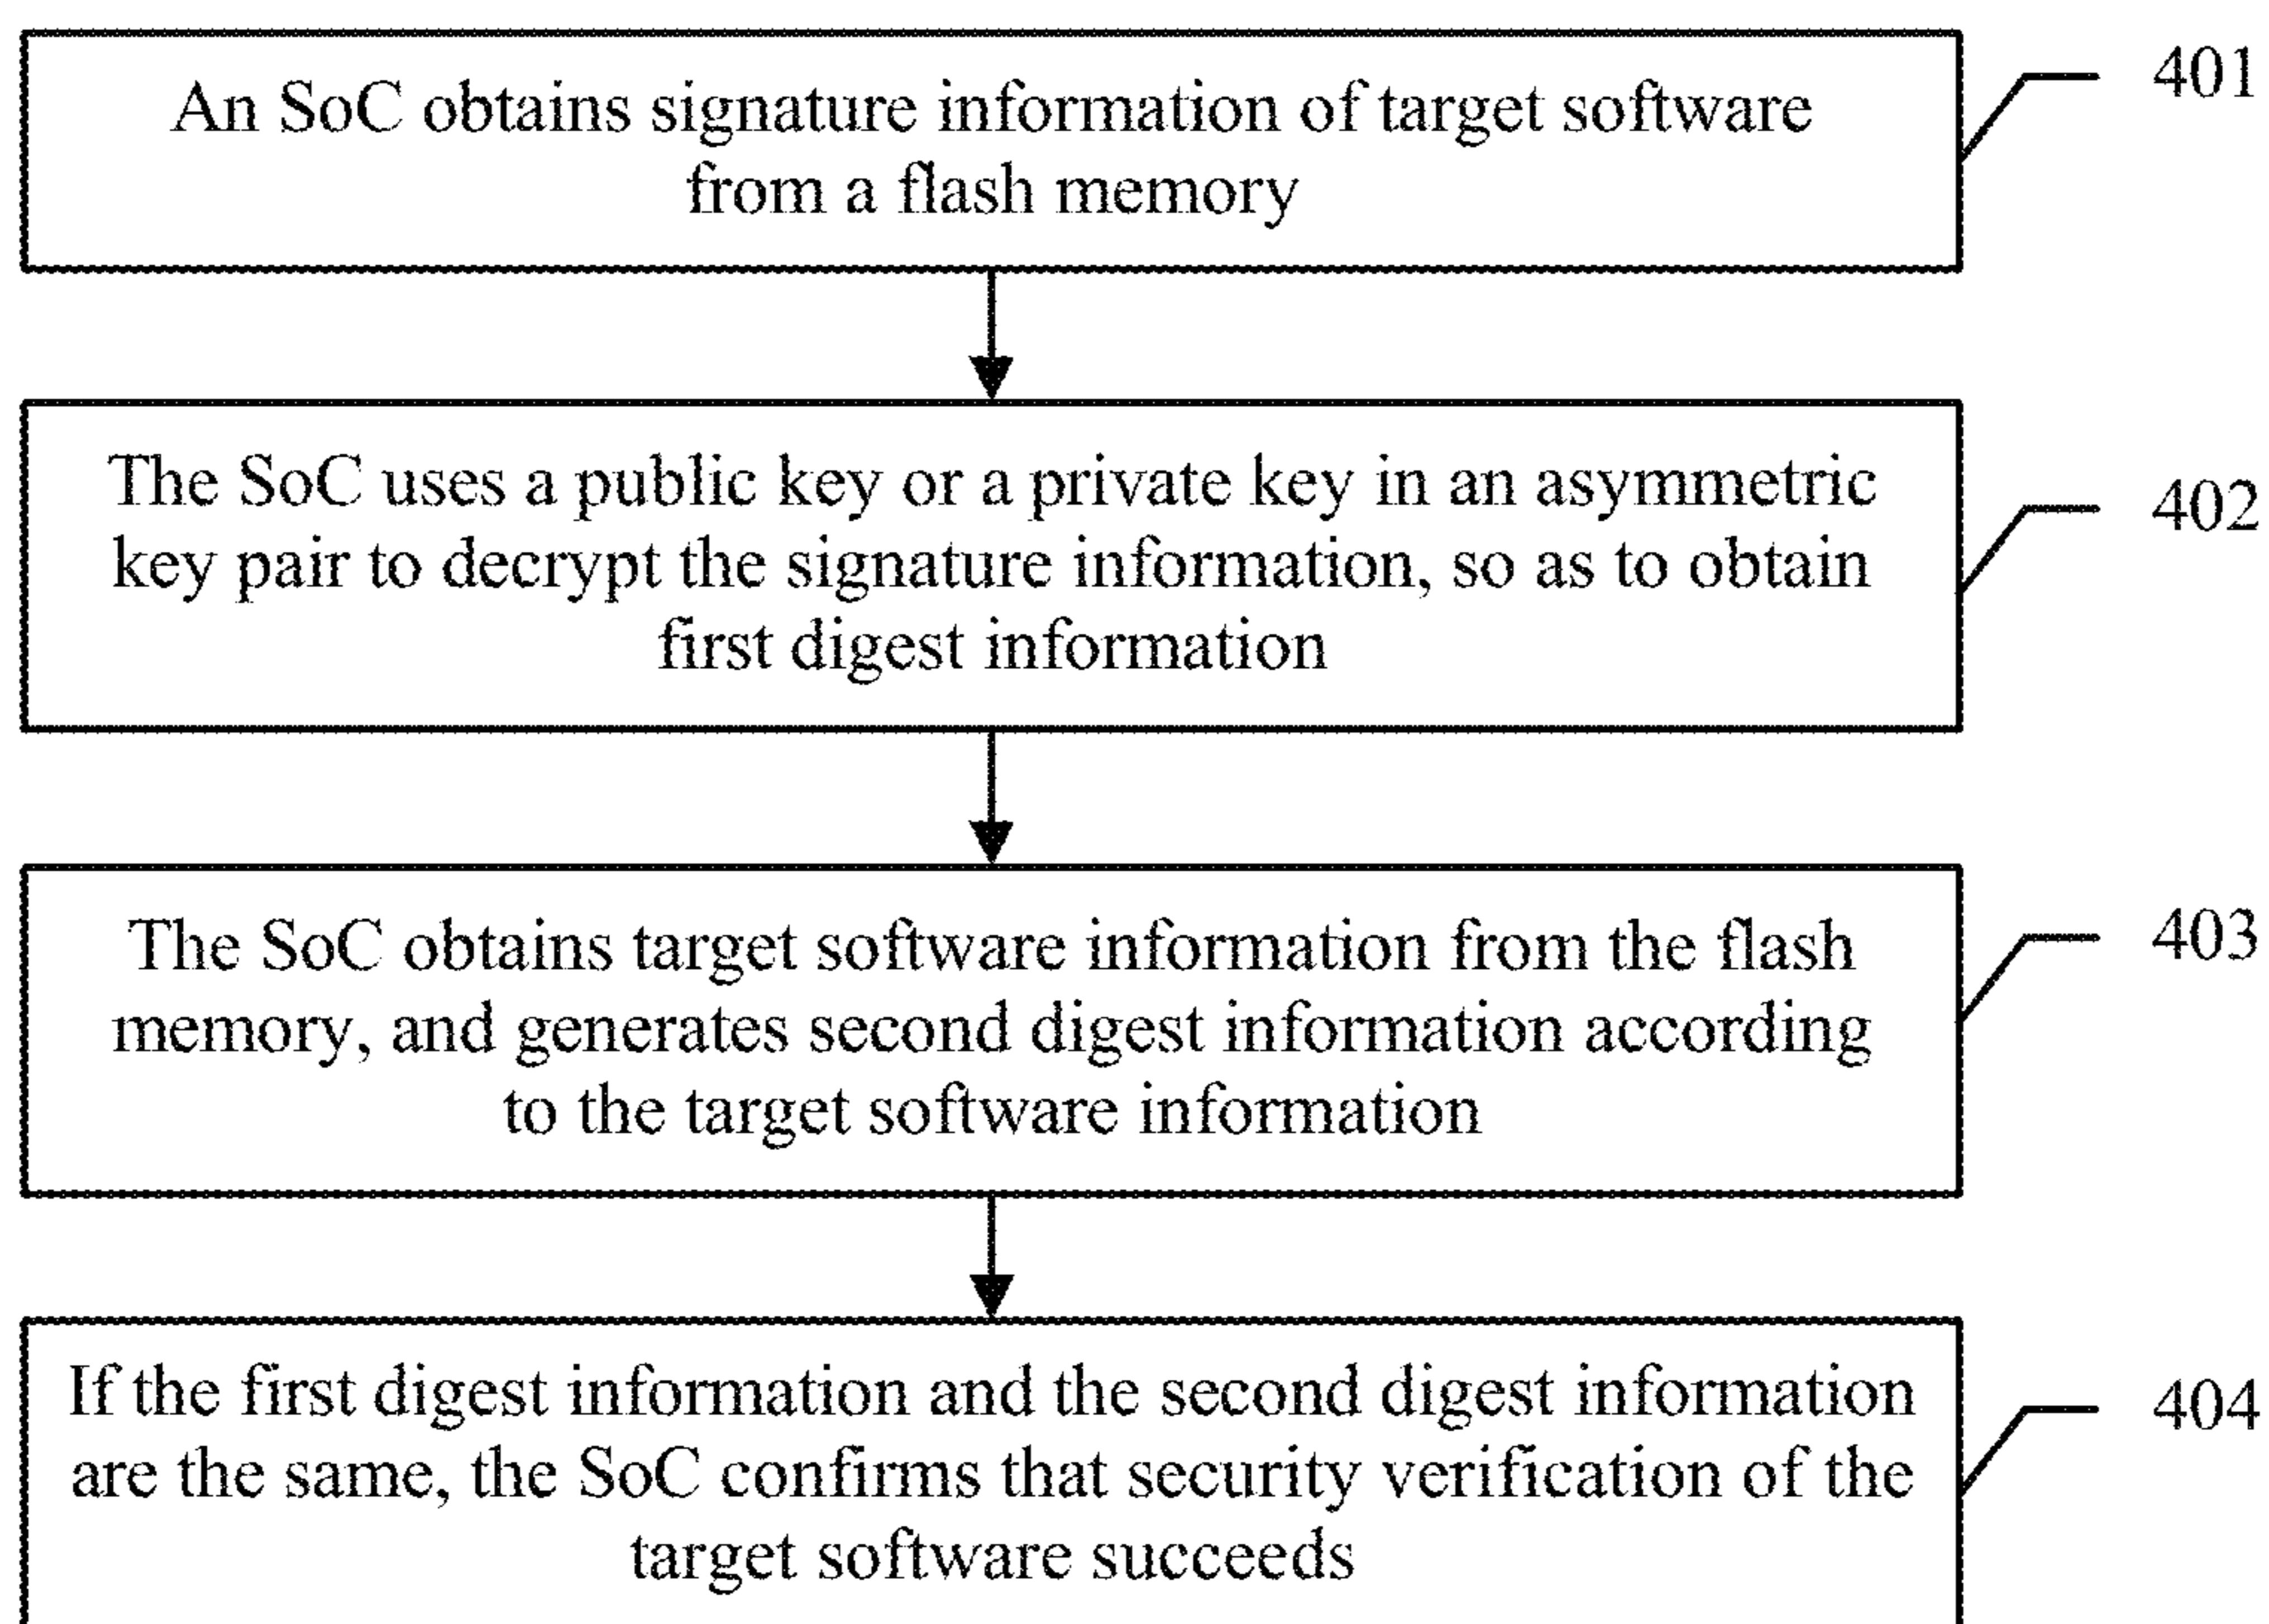 An SoC obtains signature information of target software
from a flash memory
401
The SoC uses a public key or a private key in an asymmetric
key pair to decrypt the signature information, so as to obtain
first digest information
402
The SoC obtains target software information from the flash
memory, and generates second digest information according
to the target software information
403
If the first digest information and the second digest information
are the same, the SoC confirms that security verification of the
target software succeeds
404